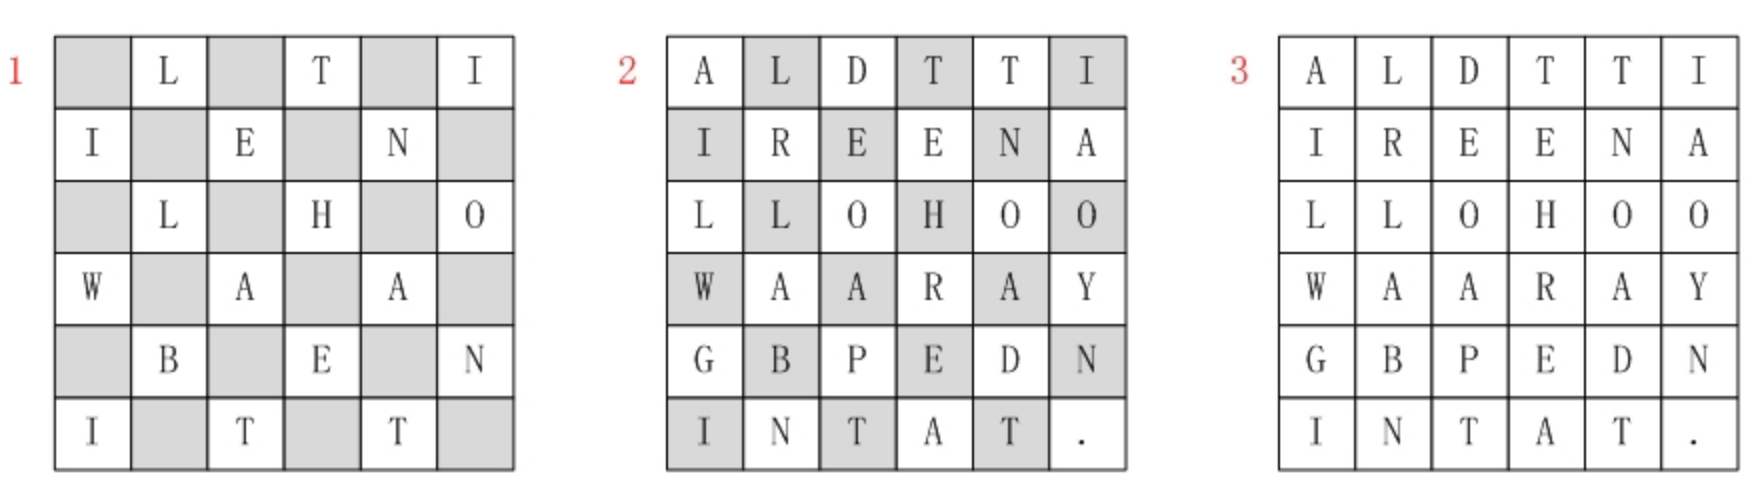 1 L T I
I E N
L H O
W A A
B E N
I T T
2 A L D T T I
I R E E N A
L L O H O O
W A A R A Y
G B P E D N
I N T A T .
3 A L D T T I
I R E E N A
L L O H O O
W A A R A Y
G B P E D N
I N T A T .